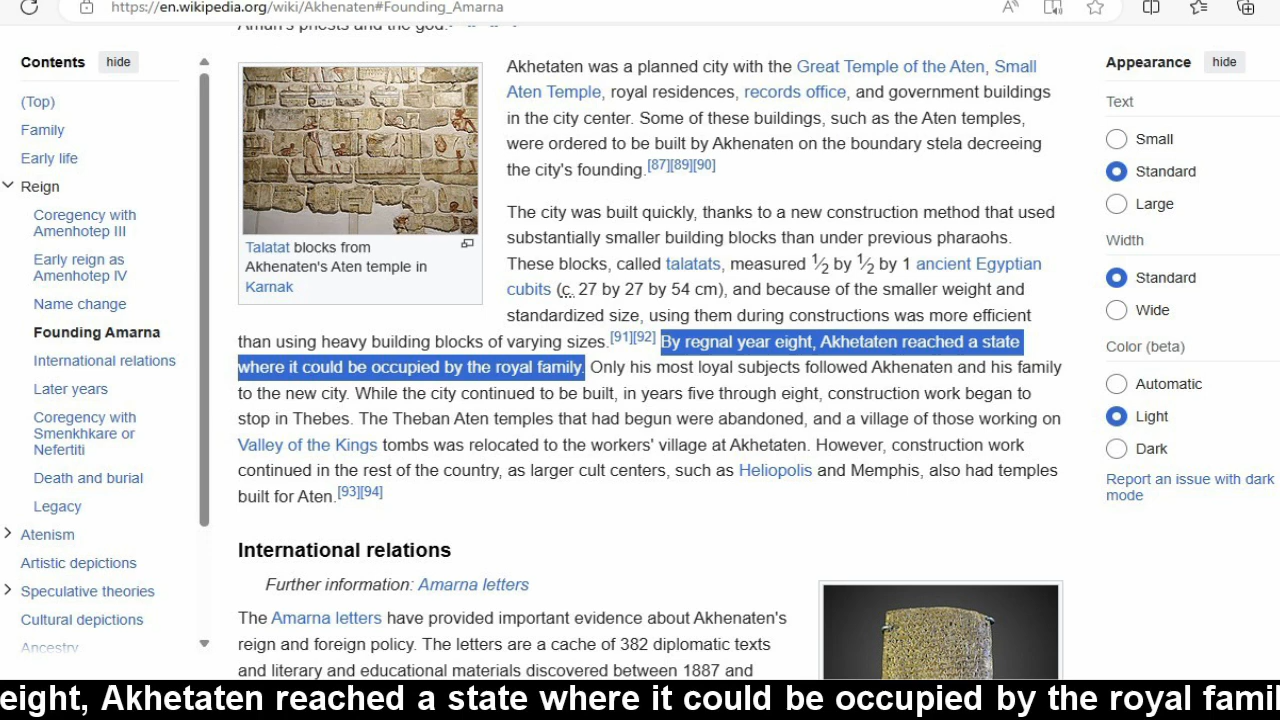 https://en.wikipedia.org/wiki/Akhenaten#Founding_Amarna
Contents hide
(Top)
Family
Early life
Reign
Coregency with
Amenhotep III
Early reign as
Amenhotep IV
Name change
Founding Amarna
International relations
Later years
Coregency with
Smenkhkare or
Nefertiti
Death and burial
Legacy
Atenism
Artistic depictions
Speculative theories
Cultural depictions
Ancestry
Talatat blocks from
Akhenaten's Aten temple in
Karnak
Akhetaten was a planned city with the Great Temple of the Aten, Small
Aten Temple, royal residences, records office, and government buildings
in the city center. Some of these buildings, such as the Aten temples,
were ordered to be built by Akhenaten on the boundary stela decreeing
the city's founding.[87][89][90]
The city was built quickly, thanks to a new construction method that used
substantially smaller building blocks than under previous pharaohs.
These blocks, called talatats, measured 1⁄2 by 1⁄2 by 1 ancient Egyptian
cubits (c. 27 by 27 by 54 cm), and because of the smaller weight and
standardized size, using them during constructions was more efficient
than using heavy building blocks of varying sizes.[91][92] By regnal year eight, Akhetaten reached a state
where it could be occupied by the royal family. Only his most loyal subjects followed Akhenaten and his family
to the new city. While the city continued to be built, in years five through eight, construction work began to
stop in Thebes. The Theban Aten temples that had begun were abandoned, and a village of those working on
Valley of the Kings tombs was relocated to the workers' village at Akhetaten. However, construction work
continued in the rest of the country, as larger cult centers, such as Heliopolis and Memphis, also had temples
built for Aten.[93][94]
International relations
Further information: Amarna letters
The Amarna letters have provided important evidence about Akhenaten's
reign and foreign policy. The letters are a cache of 382 diplomatic texts
and literary and educational materials discovered between 1887 and
Appearance hide
Text
Small
Standard
Large
Width
Standard
Wide
Color (beta)
Automatic
Light
Dark
Report an issue with dark
mode
eight, Akhetaten reached a state where it could be occupied by the royal famil